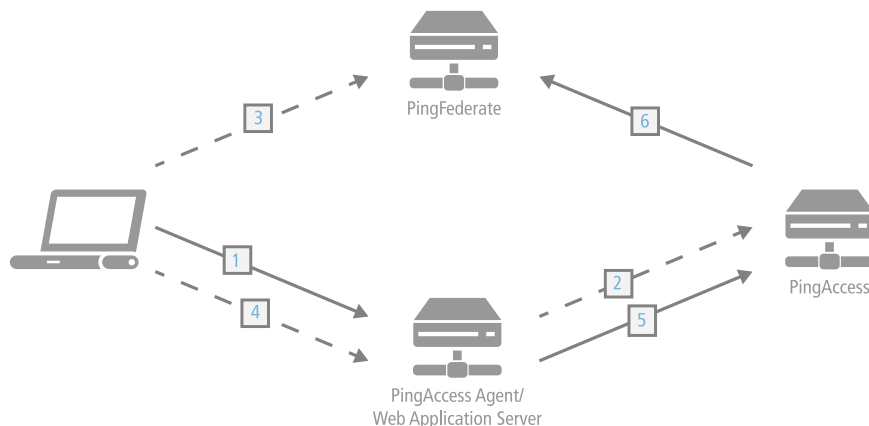 PingFederate
3
6
1
2
PingAccess
4
5
PingAccess Agent/
Web Application Server